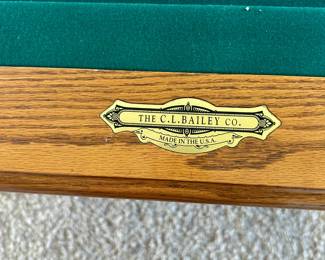 THE C.L.BAILEY CO.
MADE IN THE U.S.A.